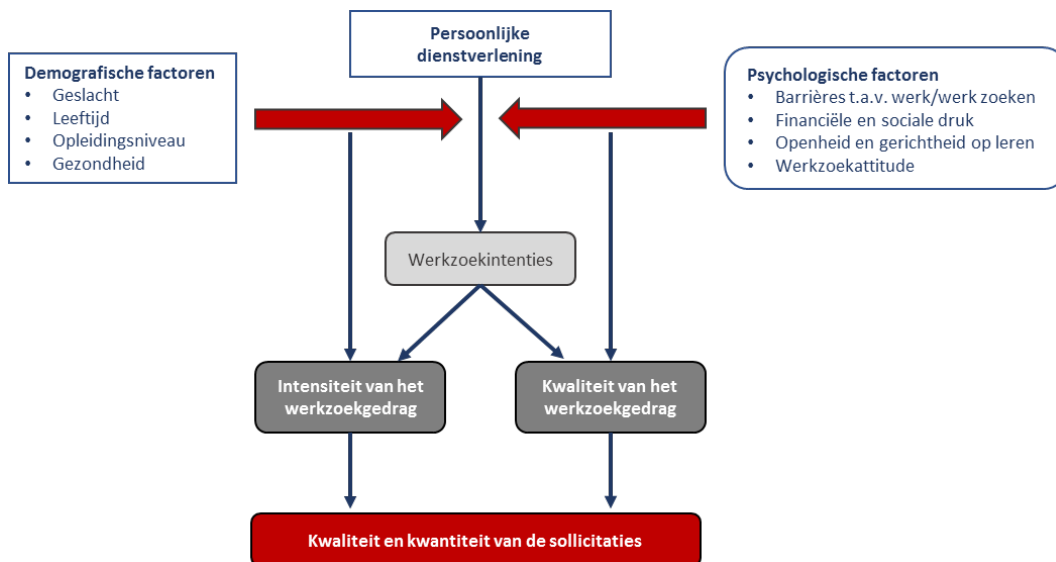 Persoonlijke
dienstverlening
Demografische factoren
• Geslacht
• Leeftijd
• Opleidingsniveau
• Gezondheid
Psychologische factoren
• Barrières t.a.v. werk/werk zoeken
• Financiële en sociale druk
• Openheid en gerichtheid op leren
• Werkzoekattitude
Werkzoekintenties
Intensiteit van het
werkzoekgedrag
Kwaliteit van het
werkzoekgedrag
Kwaliteit en kwantiteit van de sollicitaties